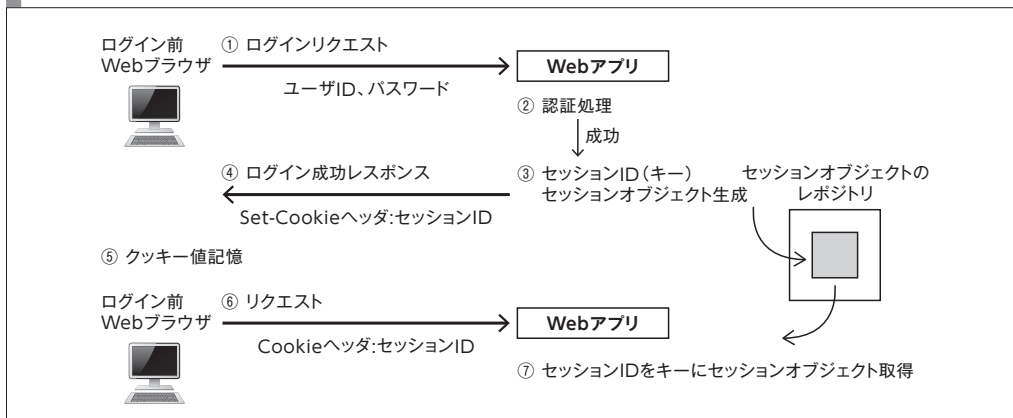 ログイン前
Webブラウザ
① ログインリクエスト
ユーザID、パスワード
Webアプリ
② 認証処理
成功
③ セッションID（キー）
セッションオブジェクト生成
セッションオブジェクトの
レポジトリ
④ ログイン成功レスポンス
Set-Cookieヘッダ:セッションID
⑤ クッキー値記憶
ログイン前
Webブラウザ
⑥ リクエスト
Cookieヘッダ:セッションID
Webアプリ
⑦ セッションIDをキーにセッションオブジェクト取得